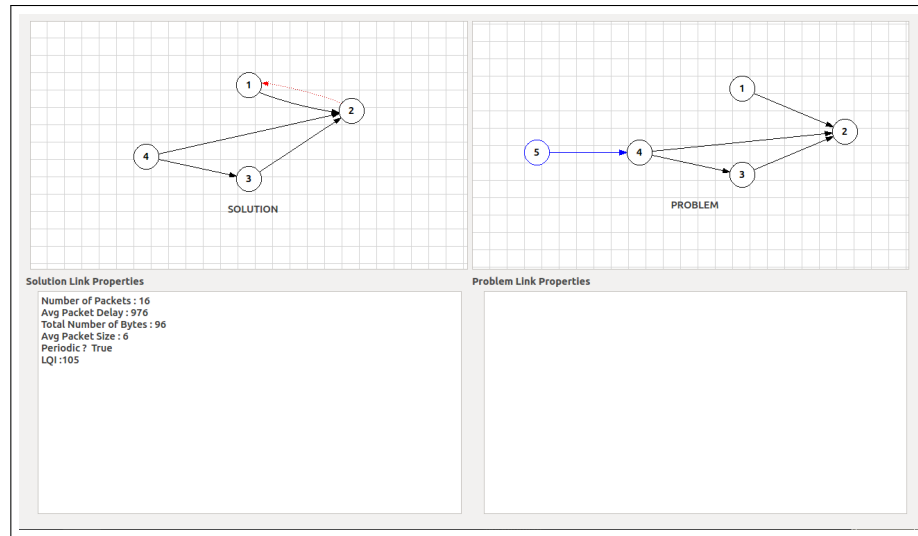 1
2
4
3
SOLUTION
1
2
5
4
3
PROBLEM
Solution Link Properties
Number of Packets : 16
Avg Packet Delay : 976
Total Number of Bytes : 96
Avg Packet Size : 6
Periodic ? True
LQI :105
Problem Link Properties